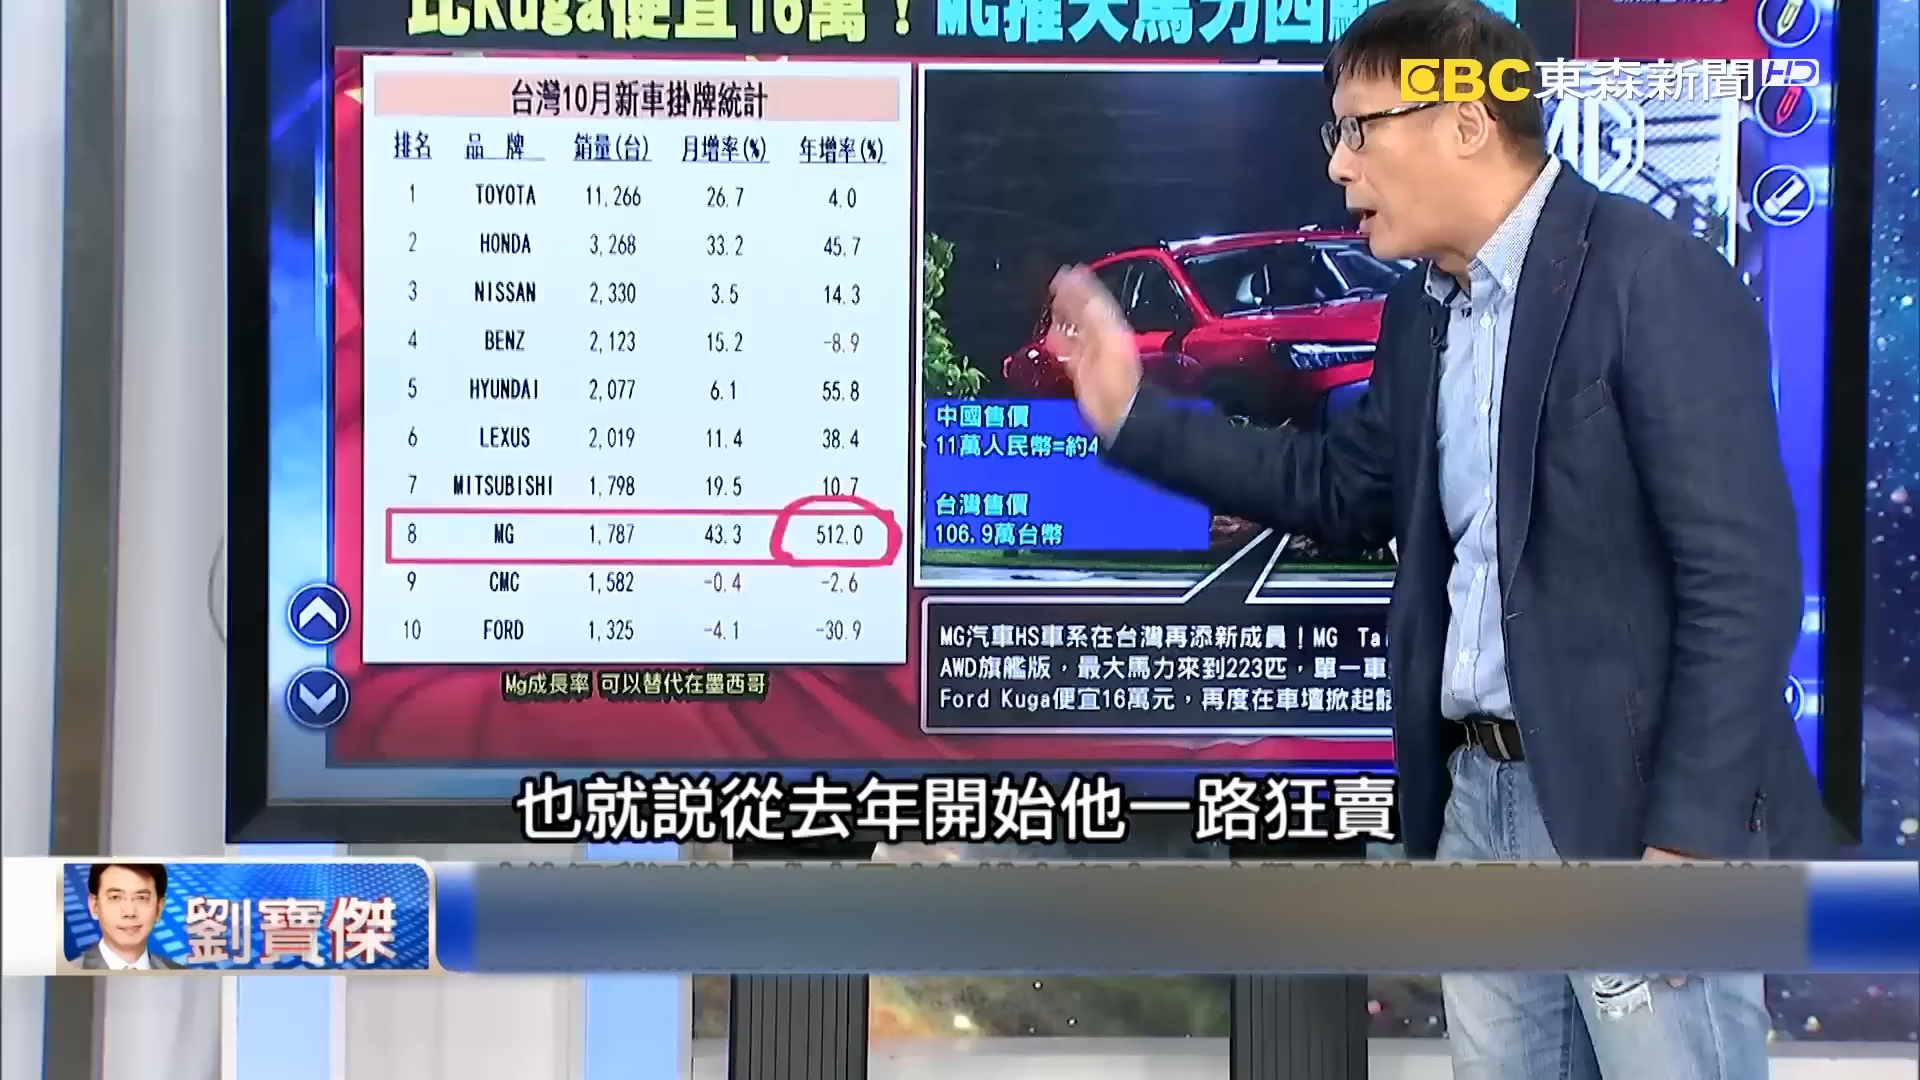 比Kuga便宜16萬！MG推大馬力四驅
EBC東森新聞HD
MG
台灣10月新車掛牌統計
排名 品 牌 銷量(台) 月增率(%) 年增率(%)
1 TOYOTA 11,266 26.7 4.0
2 HONDA 3,268 33.2 45.7
3 NISSAN 2,330 3.5 14.3
4 BENZ 2,123 15.2 -8.9
5 HYUNDAI 2,077 6.1 55.8
6 LEXUS 2,019 11.4 38.4
7 MITSUBISHI 1,798 19.5 10.7
8 MG 1,787 43.3 512.0
9 CMC 1,582 -0.4 -2.6
10 FORD 1,325 -4.1 -30.9
Mg成長率 可以替代在墨西哥
中國售價
11萬人民幣=約4
台灣售價
106.9萬台幣
MG汽車HS車系在台灣再添新成員！MG Ta
AWD旗艦版，最大馬力來到223匹，單一車
Ford Kuga便宜16萬元，再度在車壇掀起
也就説從去年開始他一路狂賣
劉寶傑